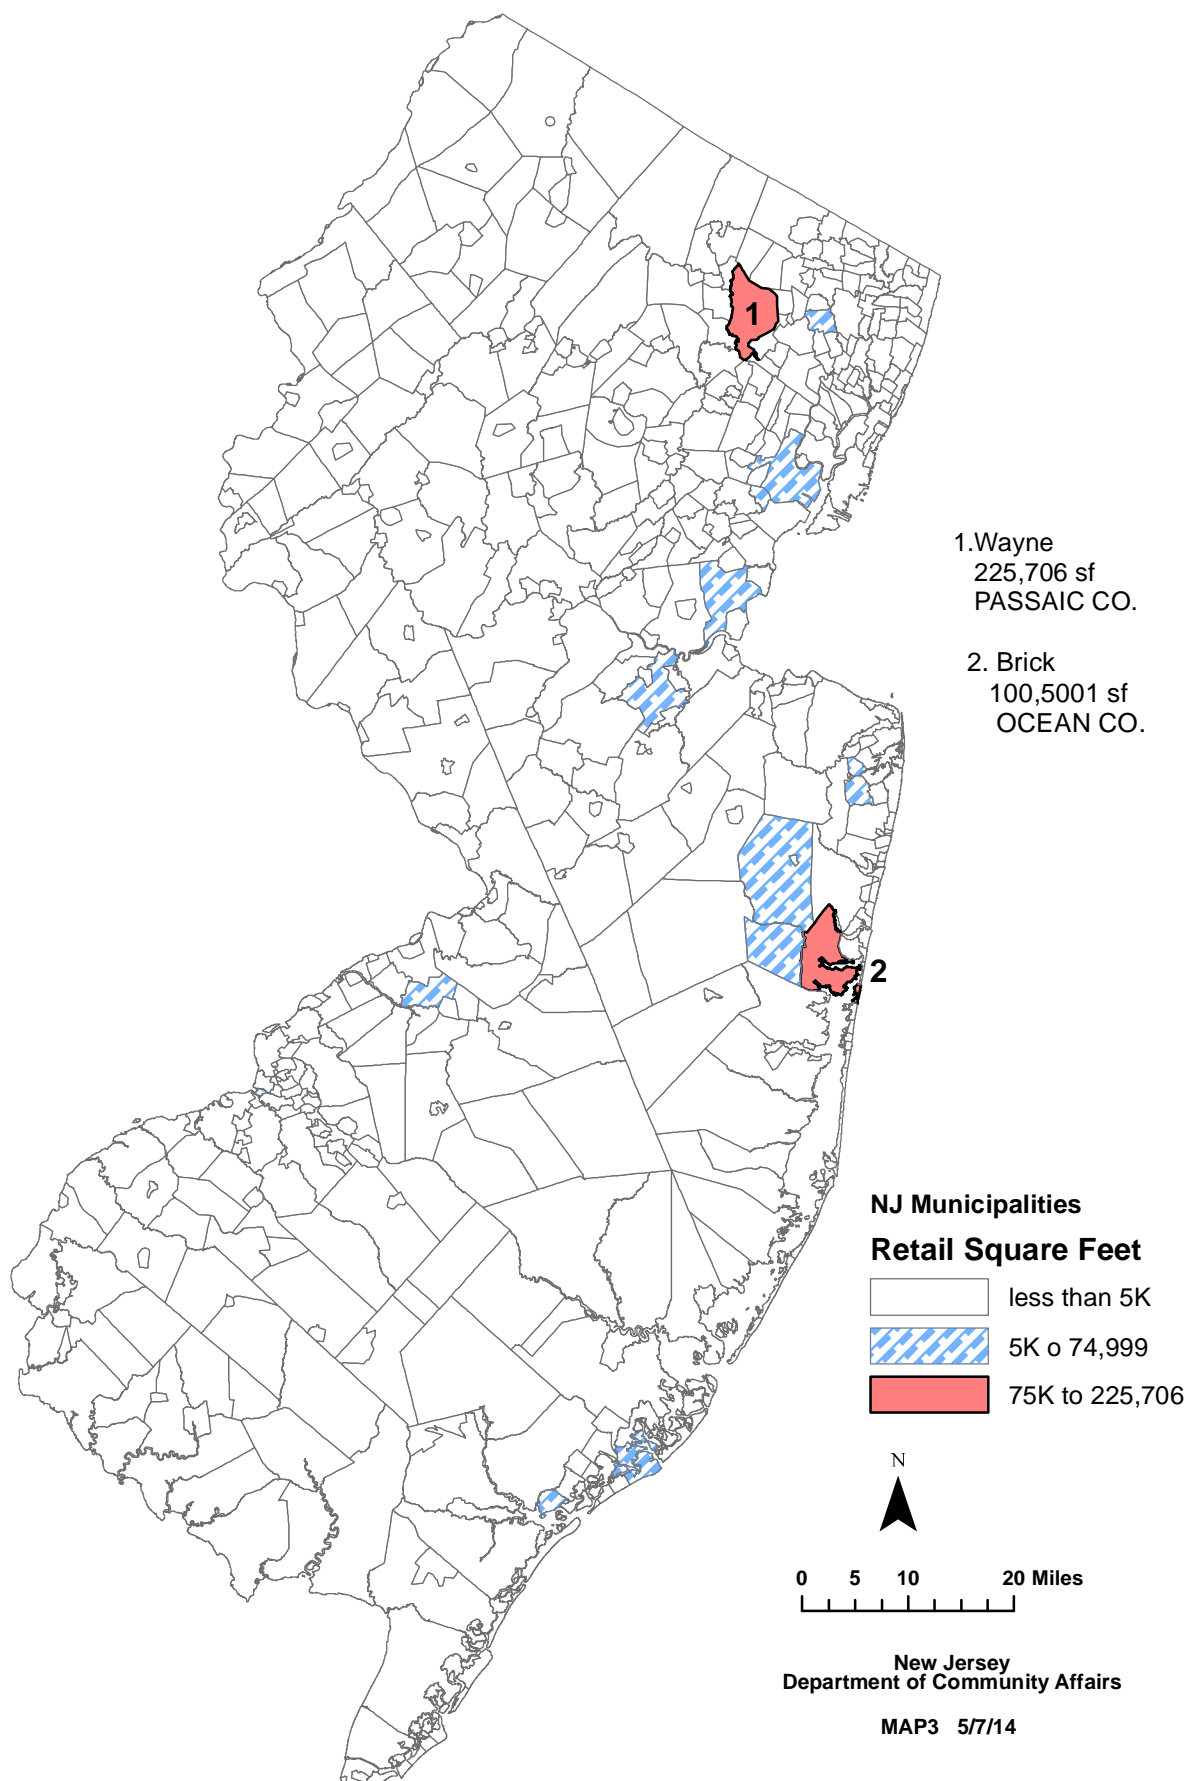 1
1.Wayne
225,706 sf
PASSAIC CO.
2. Brick
100,5001 sf
OCEAN CO.
2
NJ Municipalities
Retail Square Feet
less than 5K
5K o 74,999
75K to 225,706
N
0 5 10 20 Miles
New Jersey
Department of Community Affairs
MAP3 5/7/14